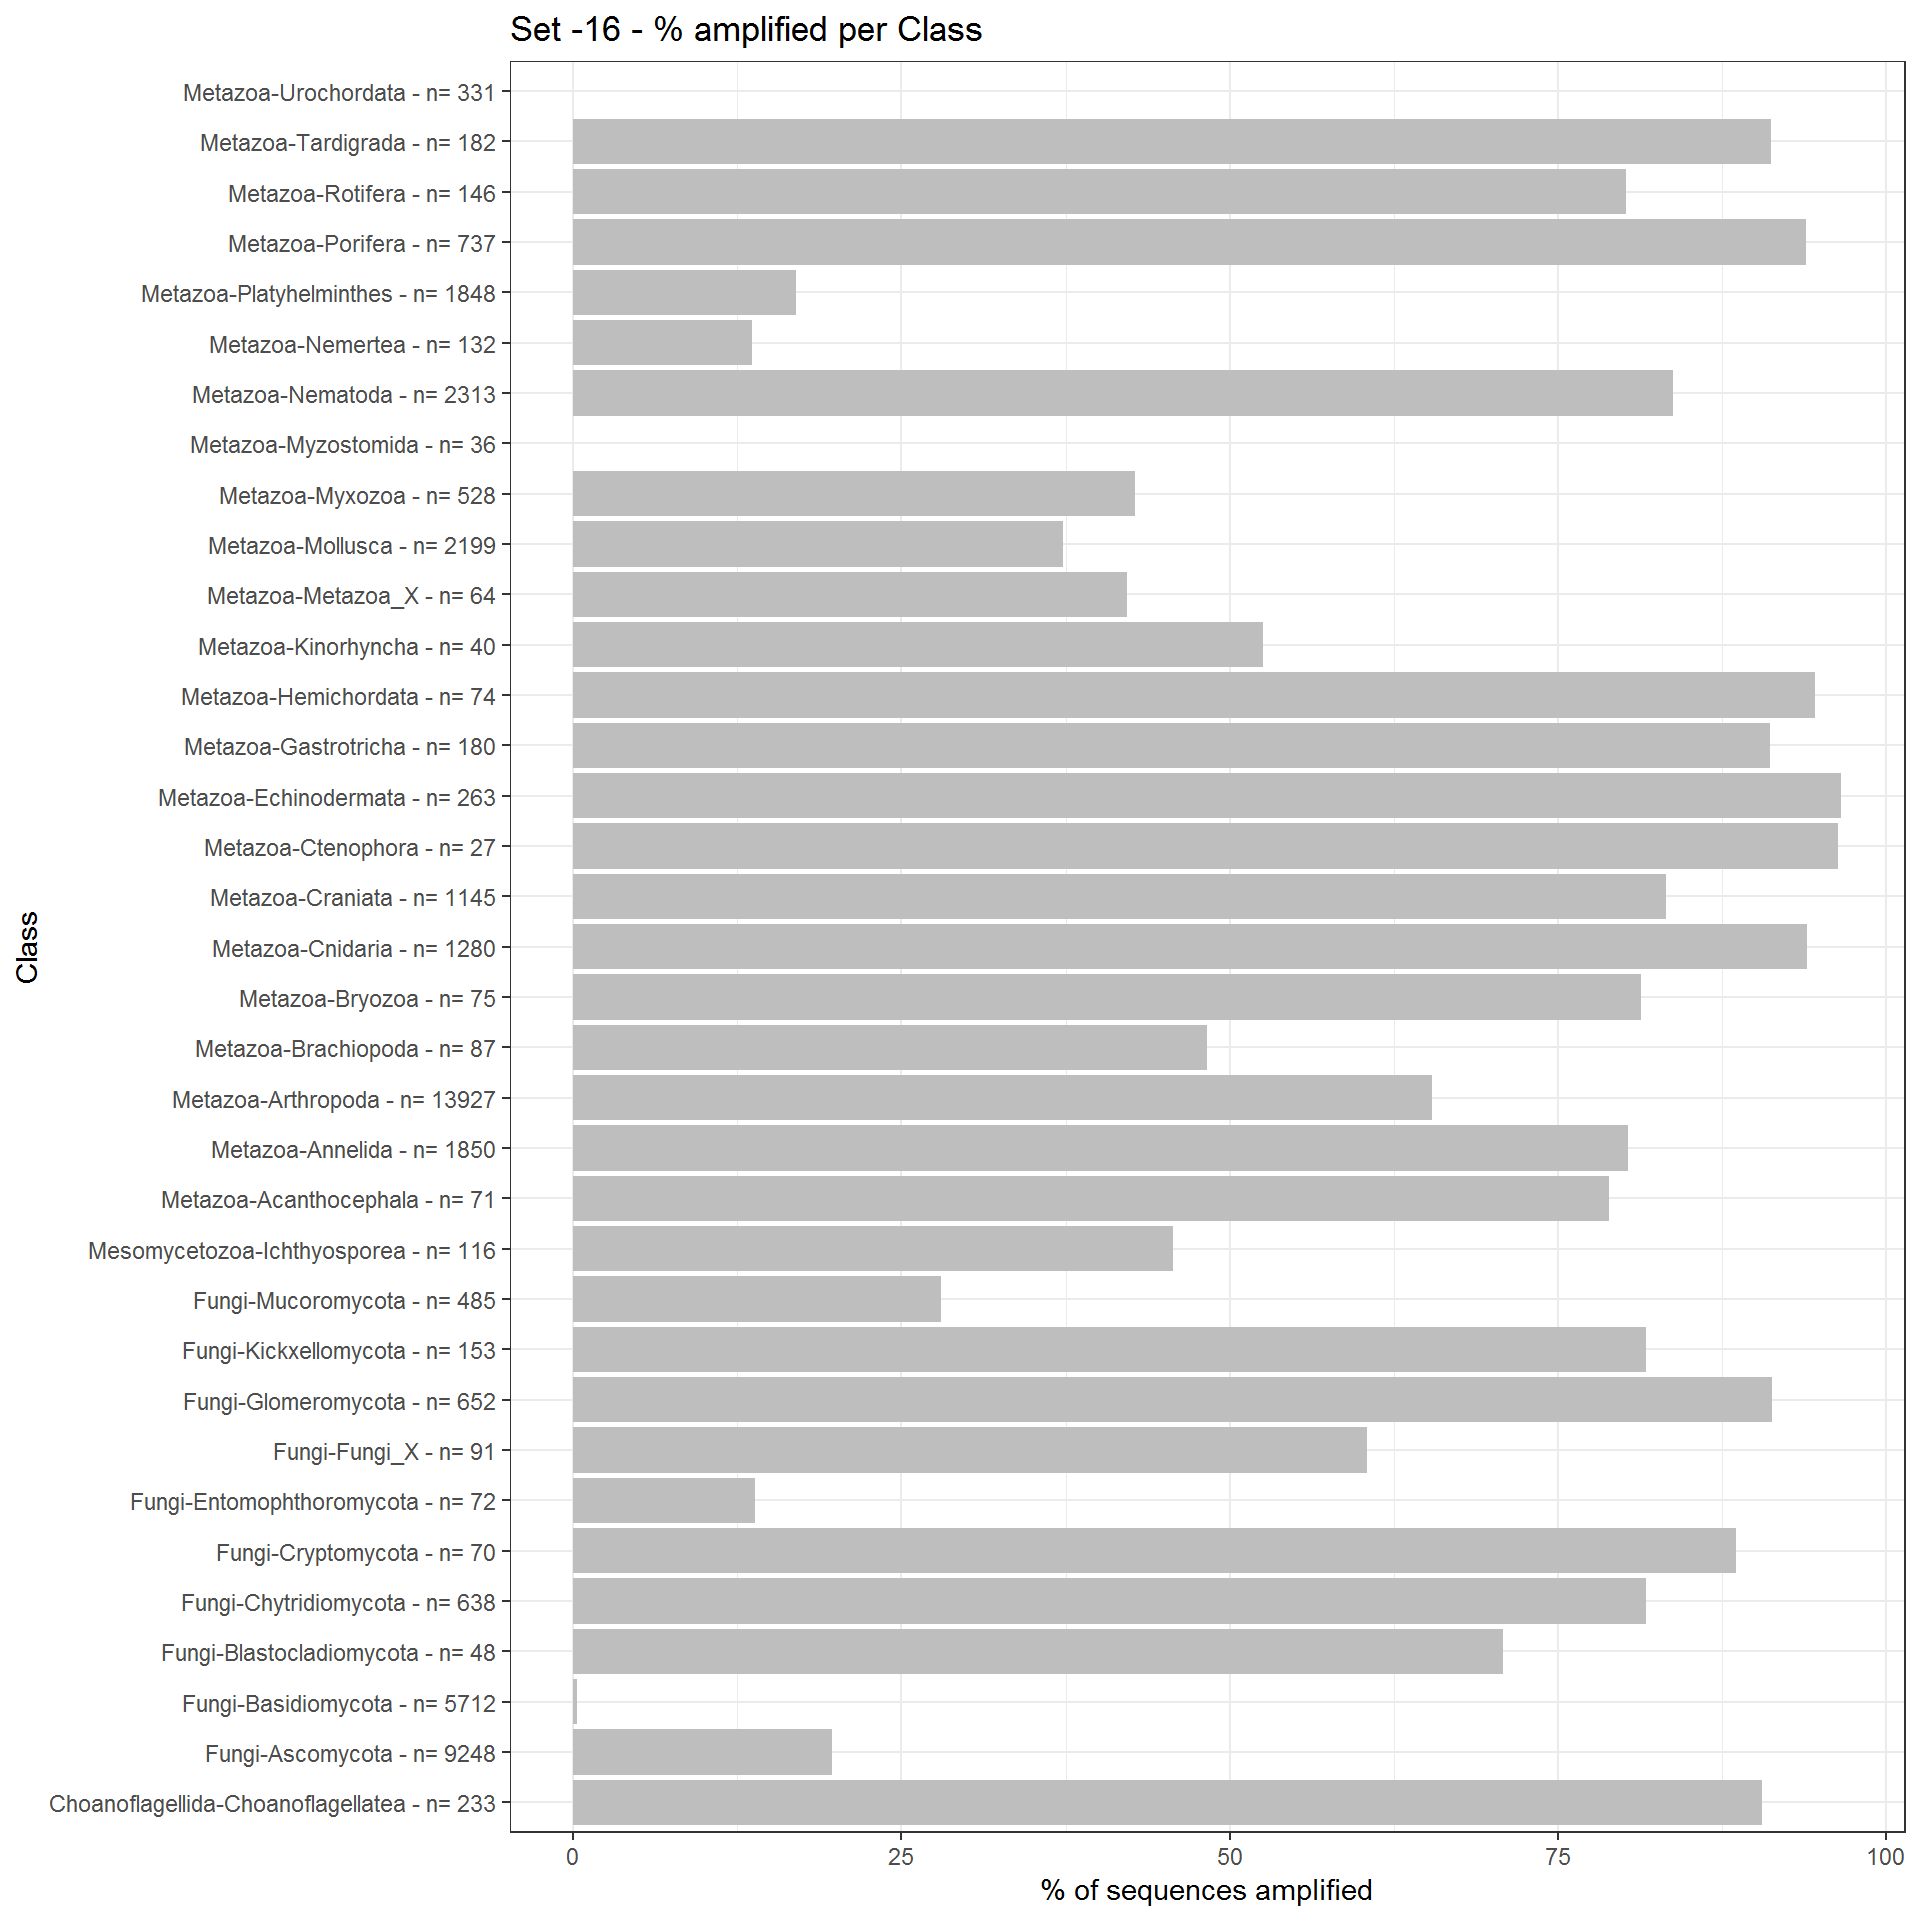 Set -16 - % amplified per Class
Metazoa-Urochordata - n= 331
Metazoa-Tardigrada - n= 182
Metazoa-Rotifera - n= 146
Metazoa-Porifera - n= 737
Metazoa-Platyhelminthes - n= 1848
Metazoa-Nemertea - n= 132
Metazoa-Nematoda - n= 2313
Metazoa-Myzostomida - n= 36
Metazoa-Myxozoa - n= 528
Metazoa-Mollusca - n= 2199
Metazoa-Metazoa_X - n= 64
Metazoa-Kinorhyncha - n= 40
Metazoa-Hemichordata - n= 74
Metazoa-Gastrotricha - n= 180
Metazoa-Echinodermata - n= 263
Metazoa-Ctenophora - n= 27
Metazoa-Craniata - n= 1145
Metazoa-Cnidaria - n= 1280
Metazoa-Bryozoa - n= 75
Metazoa-Brachiopoda - n= 87
Metazoa-Arthropoda - n= 13927
Metazoa-Annelida - n= 1850
Metazoa-Acanthocephala - n= 71
Mesomycetozoa-Ichthyosporea - n= 116
Fungi-Mucoromycota - n= 485
Fungi-Kickxellomycota - n= 153
Fungi-Glomeromycota - n= 652
Fungi-Fungi_X - n= 91
Fungi-Entomophthoromycota - n= 72
Fungi-Cryptomycota - n= 70
Fungi-Chytridiomycota - n= 638
Fungi-Blastocladiomycota - n= 48
Fungi-Basidiomycota - n= 5712
Fungi-Ascomycota - n= 9248
Choanoflagellida-Choanoflagellatea - n= 233
Class
0 25 50 75 100
% of sequences amplified